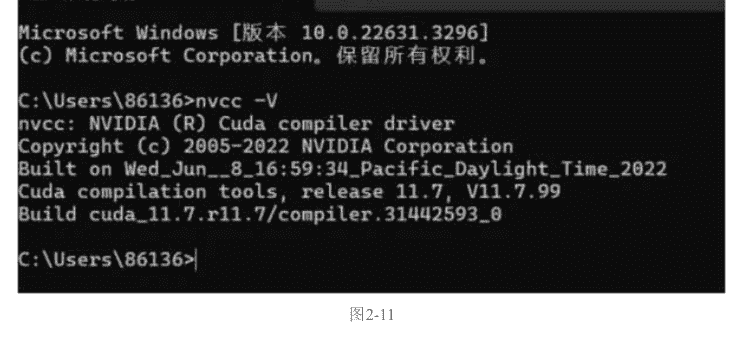 Microsoft Windows [版本 10.0.22631.3296]
(c) Microsoft Corporation。保留所有权利。
C:\Users\86136>nvcc -V
nvcc: NVIDIA (R) Cuda compiler driver
Copyright (c) 2005-2022 NVIDIA Corporation
Built on Wed_Jun__8_16:59:34_Pacific_Daylight_Time_2022
Cuda compilation tools, release 11.7, V11.7.99
Build cuda_11.7.r11.7/compiler.31442593_0
C:\Users\86136>
图2-11